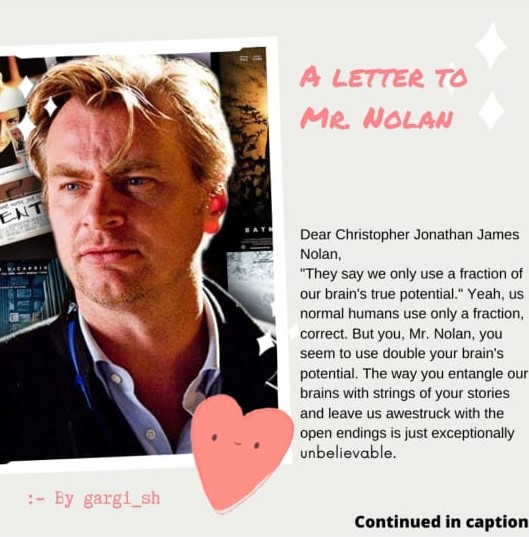 A LETTER TO
MR. NOLAN
ENT
DICAPRIO
BAT
Dear Christopher Jonathan James
Nolan,
"They say we only use a fraction of
our brain's true potential." Yeah, us
normal humans use only a fraction,
correct. But you, Mr. Nolan, you
seem to use double your brain's
potential. The way you entangle our
brains with strings of your stories
and leave us awestruck with the
open endings is just exceptionally
unbelievable.
:- By gargi_sh
Continued in caption